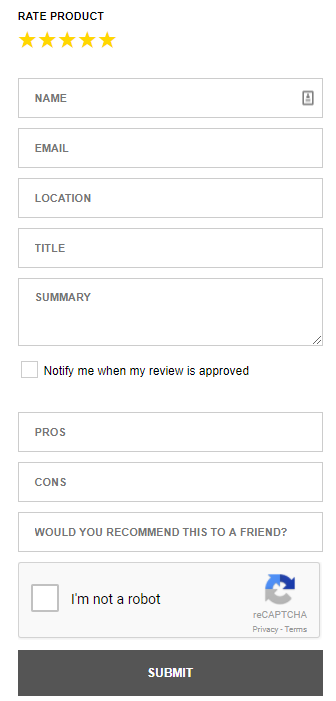 RATE PRODUCT
NAME
EMAIL
LOCATION
TITLE
SUMMARY
Notify me when my review is approved
PROS
CONS
WOULD YOU RECOMMEND THIS TO A FRIEND?
I'm not a robot
reCAPTCHA
Privacy - Terms
SUBMIT